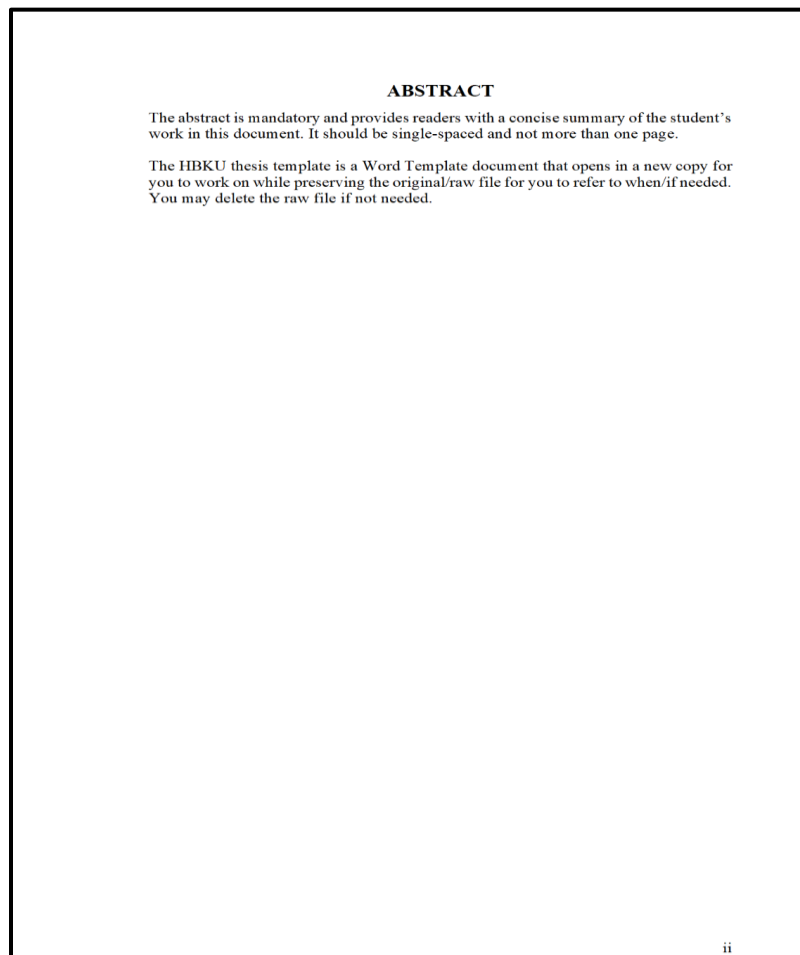 ABSTRACT
The abstract is mandatory and provides readers with a concise summary of the student’s
work in this document. It should be single-spaced and not more than one page.
The HBKU thesis template is a Word Template document that opens in a new copy for
you to work on while preserving the original/raw file for you to refer to when/if needed.
You may delete the raw file if not needed.
ii